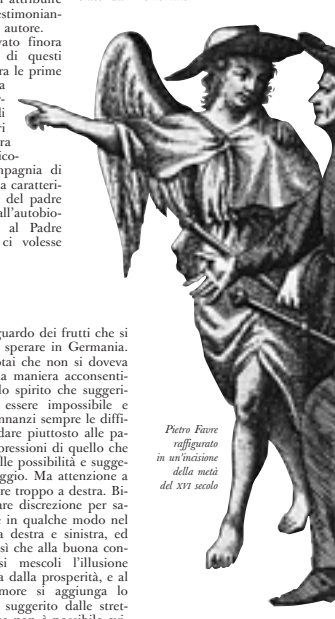 estimonian-
autore.
vato finora
di questi
ra le prime
a
r-
li
ri
ra
ico-
mpagnia di
a caratteri-
del padre
all'autobio-
al Padre
ci volesse
guardo dei frutti che si
sperare in Germania.
otai che non si doveva
a maniera acconsenti-
lo spirito che suggeri-
essere impossibile e
nnanzi sempre le diffi-
dare piuttosto alle pa-
pressioni di quello che
lle possibilità e sugge-
ggio. Ma attenzione a
re troppo a destra. Bi-
are discrezione per sa-
e in qualche modo nel
a destra e sinistra, ed
sì che alla buona con-
si mescoli l'illusione
a dalla prosperità, e al
more si aggiunga lo
suggerito dalle stret-
Pietro Favre
raffigurato
in un'incisione
della metà
del XVI secolo